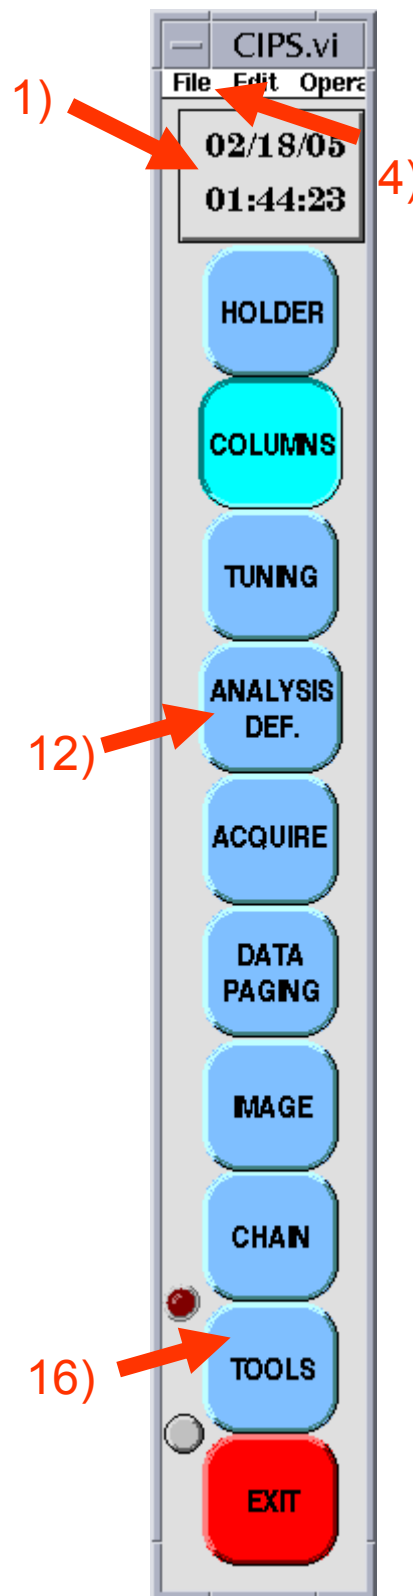 CIPS.vi
File Edit Opera
1)
02/18/05
4)
01:44:23
HOLDER
COLUMNS
TUNING
ANALYSIS
DEF.
12)
ACQUIRE
DATA
PAGING
IMAGE
CHAIN
TOOLS
16)
EXIT